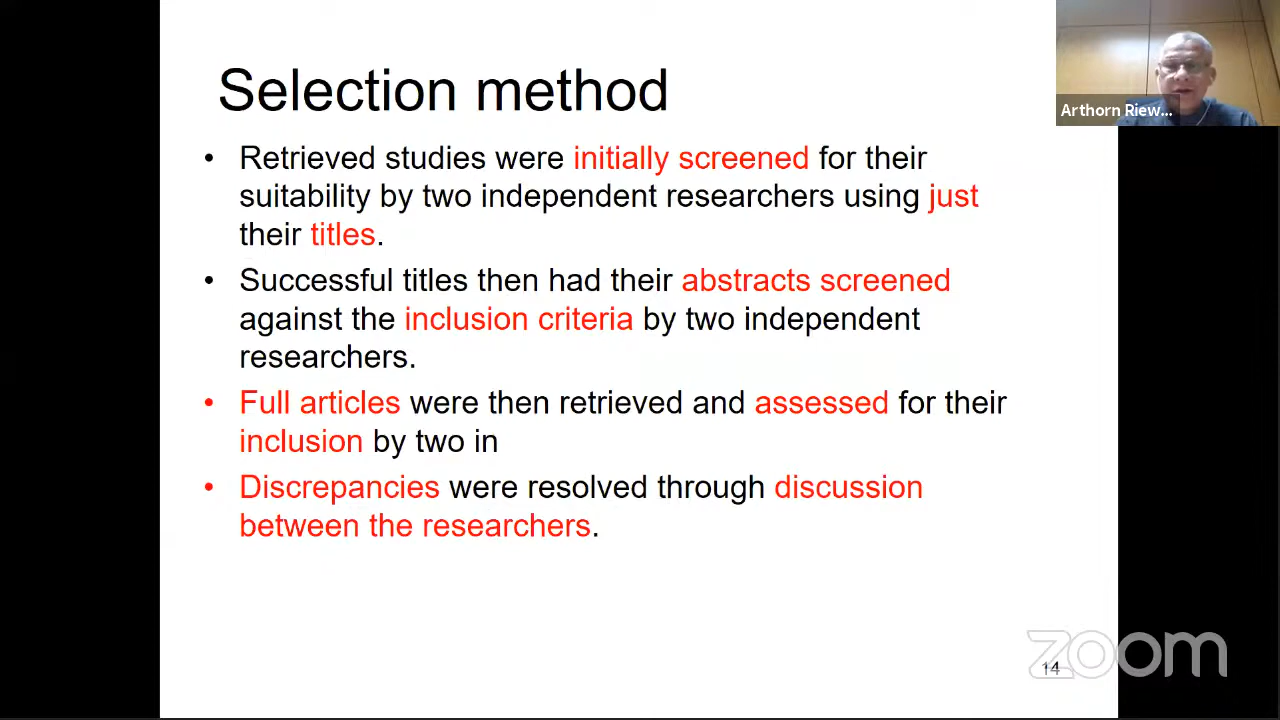 Selection method
Arthorn Riew...
• Retrieved studies were initially screened for their
suitability by two independent researchers using just
their titles.
• Successful titles then had their abstracts screened
against the inclusion criteria by two independent
researchers.
• Full articles were then retrieved and assessed for their
inclusion by two in
• Discrepancies were resolved through discussion
between the researchers.
zoom
14